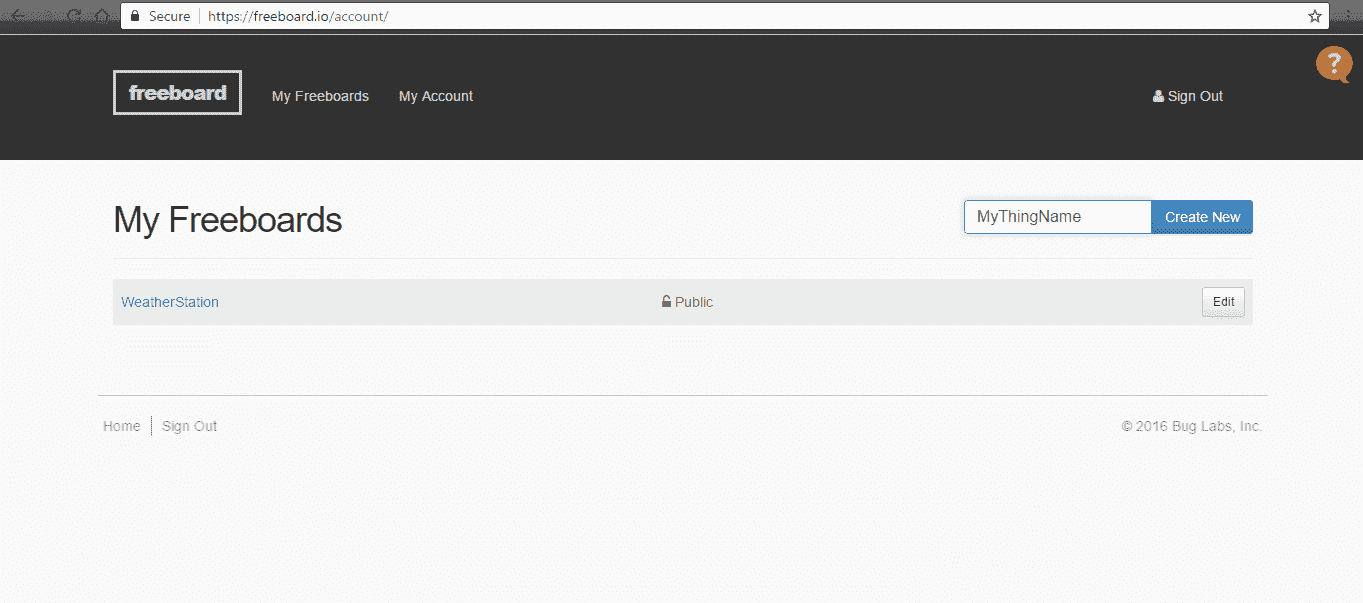 Secure https://freeboard.io/account/
freeboard My Freeboards My Account Sign Out ?
My Freeboards MyThingName Create New
WeatherStation Public Edit
Home Sign Out © 2016 Bug Labs, Inc.